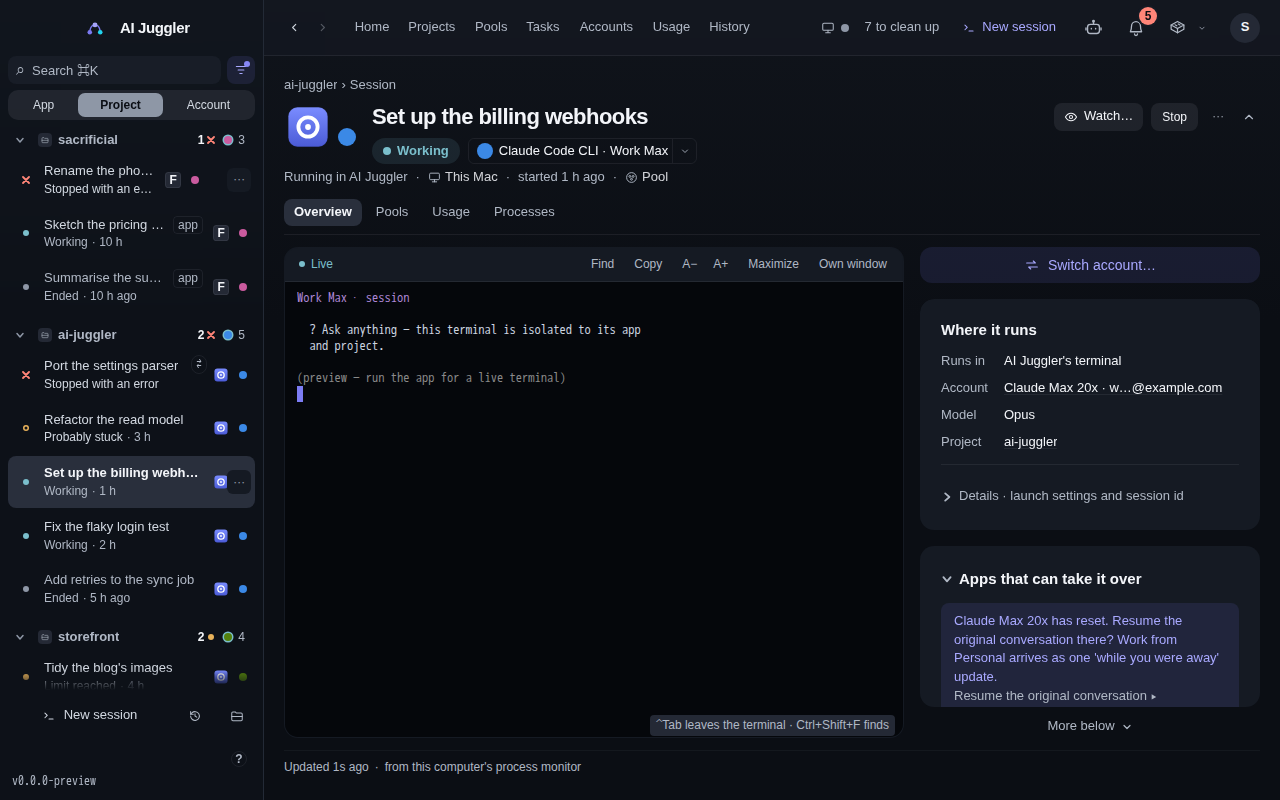 AI Juggler
Home Projects Pools Tasks Accounts Usage History
7 to clean up
New session
5
S
Search ⌘K
App Project Account
sacrificial 1 3
Rename the pho… F
Stopped with an e…
Sketch the pricing … app F
Working · 10 h
Summarise the su… app F
Ended · 10 h ago
ai-juggler 2 5
Port the settings parser
Stopped with an error
Refactor the read model
Probably stuck · 3 h
Set up the billing webh…
Working · 1 h
Fix the flaky login test
Working · 2 h
Add retries to the sync job
Ended · 5 h ago
storefront 2 4
Tidy the blog's images
Limit reached · 4 h
New session
?
v0.0.0-preview
ai-juggler › Session
Set up the billing webhooks
Watch…
Stop
Working
Claude Code CLI · Work Max
Running in AI Juggler · This Mac · started 1 h ago · Pool
Overview Pools Usage Processes
Live
Find Copy A− A+ Maximize Own window
Work Max · session
? Ask anything — this terminal is isolated to its app
and project.
(preview — run the app for a live terminal)
^Tab leaves the terminal · Ctrl+Shift+F finds
Switch account…
Where it runs
Runs in AI Juggler's terminal
Account Claude Max 20x · w…@example.com
Model Opus
Project ai-juggler
Details · launch settings and session id
Apps that can take it over
Claude Max 20x has reset. Resume the
original conversation there? Work from
Personal arrives as one 'while you were away'
update.
Resume the original conversation ▸
More below
Updated 1s ago · from this computer's process monitor